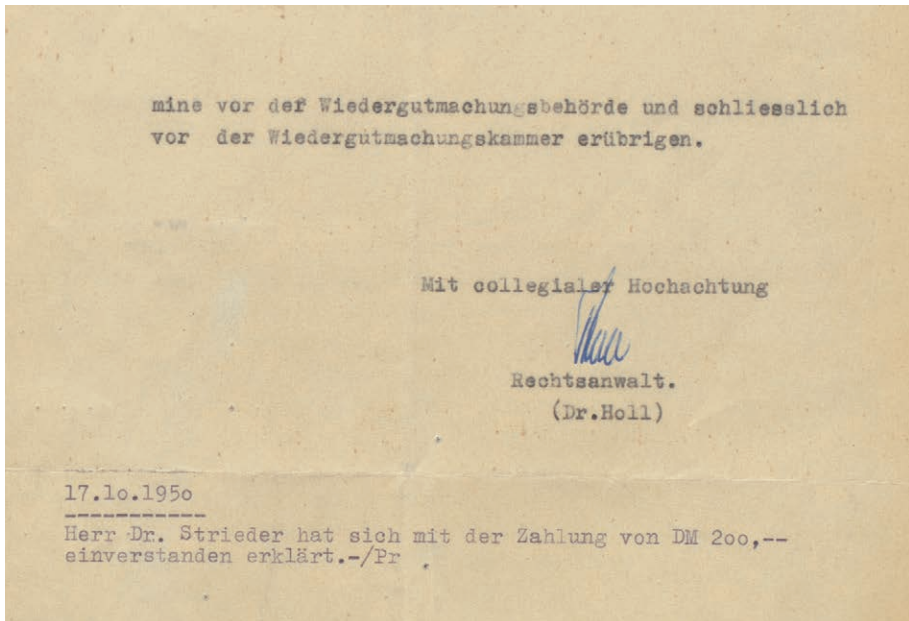 mine vor der Wiedergutmachungsbehörde und schliesslich
vor der Wiedergutmachungskammer erübrigen.
Mit collegialer Hochachtung
Rechtsanwalt.
(Dr.Holl)
17.1o.195o
-----------
Herr Dr. Strieder hat sich mit der Zahlung von DM 2oo,--
einverstanden erklärt.-/Pr